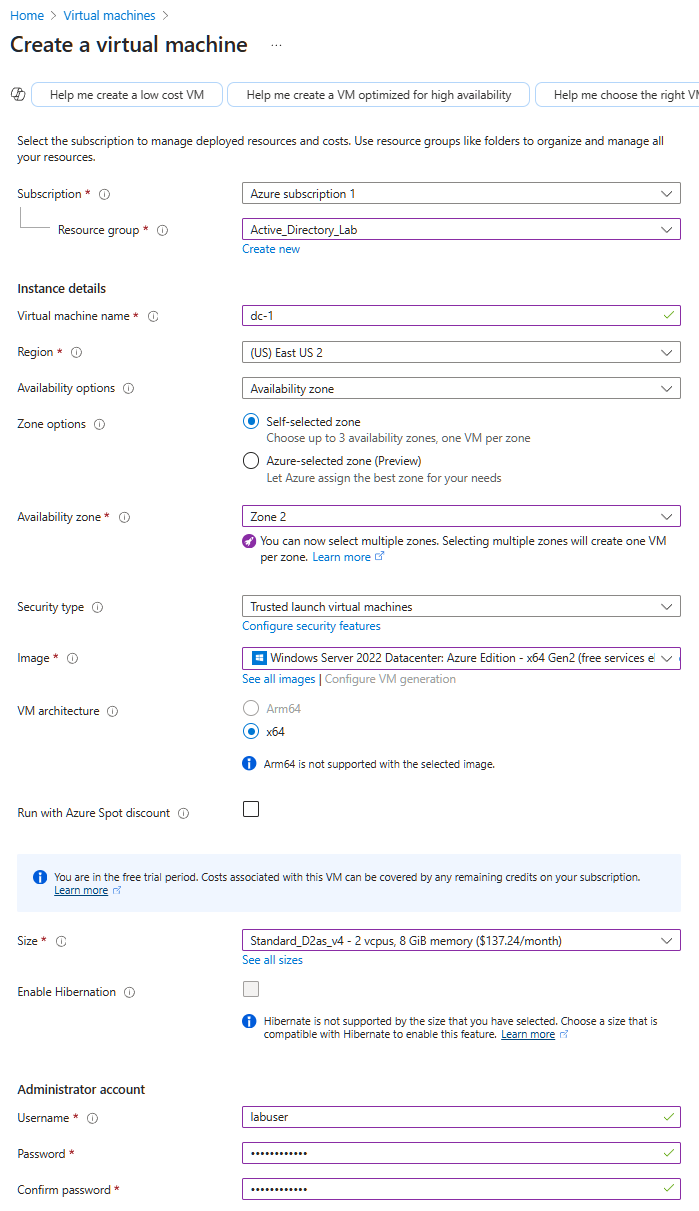 Home > Virtual machines >
Create a virtual machine ...
Help me create a low cost VM Help me create a VM optimized for high availability Help me choose the right VM
Select the subscription to manage deployed resources and costs. Use resource groups like folders to organize and manage all
your resources.
Subscription * Azure subscription 1
Resource group * Active_Directory_Lab
Create new
Instance details
Virtual machine name * dc-1
Region * (US) East US 2
Availability options Availability zone
Zone options Self-selected zone
Choose up to 3 availability zones, one VM per zone
Azure-selected zone (Preview)
Let Azure assign the best zone for your needs
Availability zone * Zone 2
You can now select multiple zones. Selecting multiple zones will create one VM
per zone. Learn more
Security type Trusted launch virtual machines
Configure security features
Image * Windows Server 2022 Datacenter: Azure Edition - x64 Gen2 (free services el
See all images | Configure VM generation
VM architecture Arm64
x64
Arm64 is not supported with the selected image.
Run with Azure Spot discount
You are in the free trial period. Costs associated with this VM can be covered by any remaining credits on your subscription.
Learn more
Size * Standard_D2as_v4 - 2 vcpus, 8 GiB memory ($137.24/month)
See all sizes
Enable Hibernation
Hibernate is not supported by the size that you have selected. Choose a size that is
compatible with Hibernate to enable this feature. Learn more
Administrator account
Username * labuser
Password * ••••••••••••
Confirm password * ••••••••••••